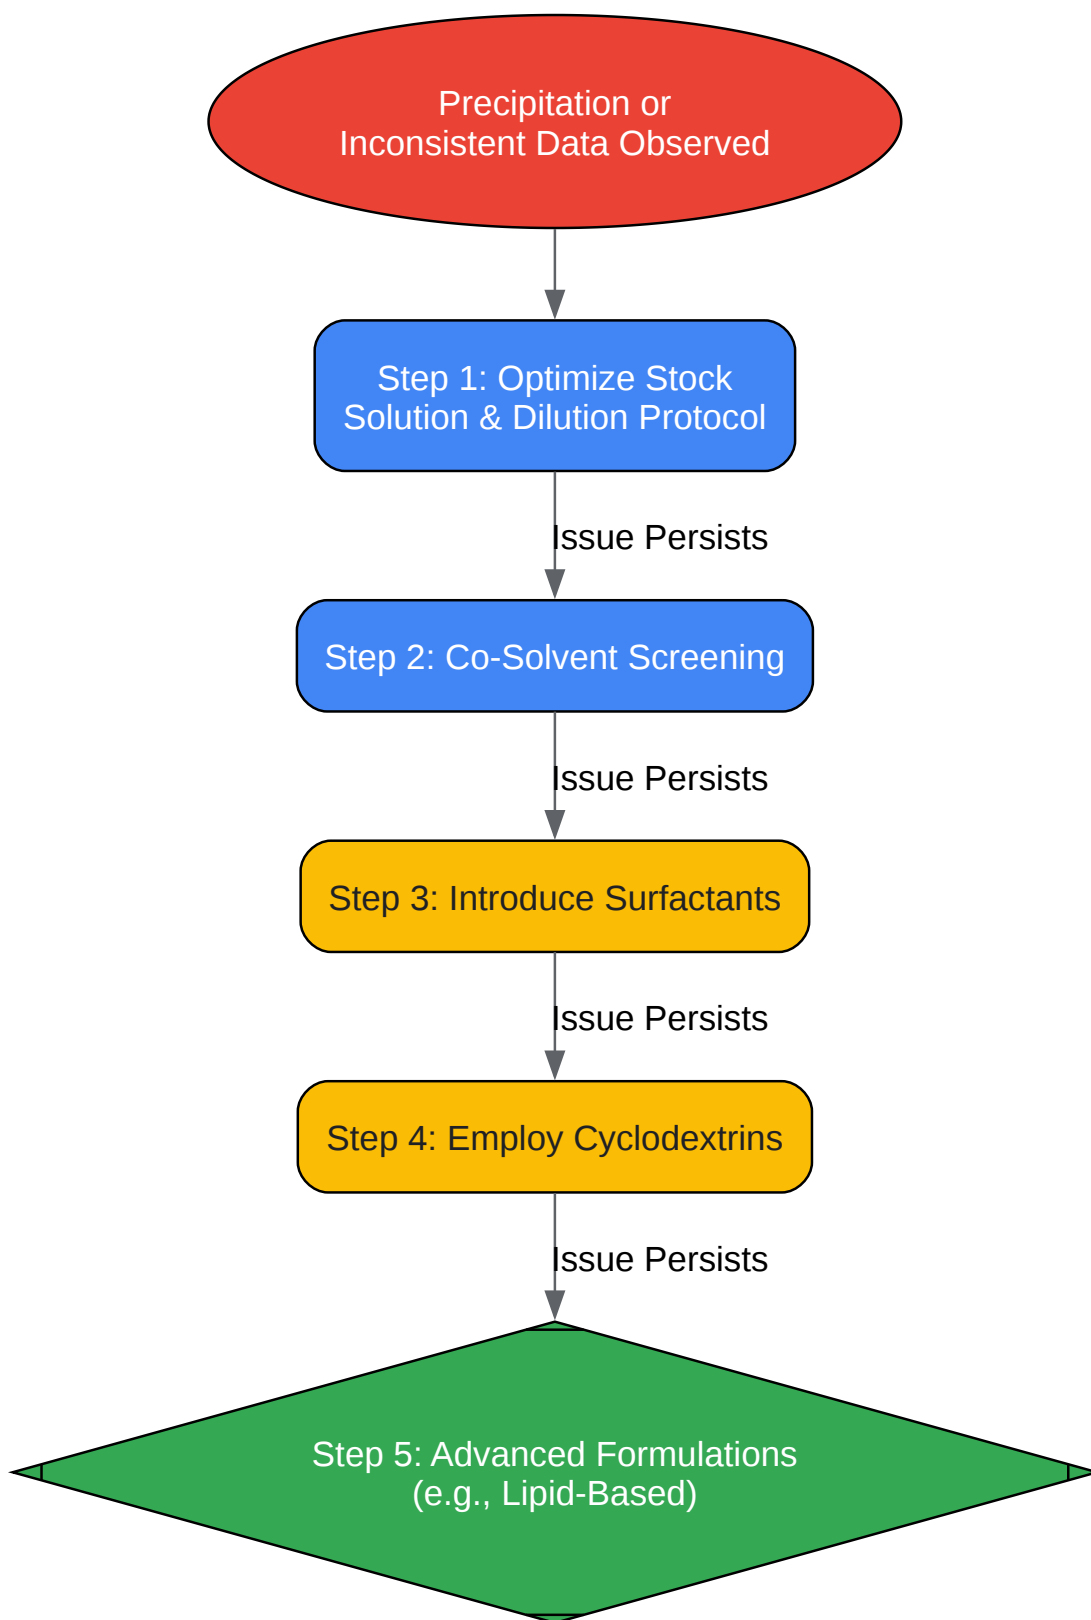 Precipitation or
Inconsistent Data Observed
Step 1: Optimize Stock
Solution & Dilution Protocol
Issue Persists
Step 2: Co-Solvent Screening
Issue Persists
Step 3: Introduce Surfactants
Issue Persists
Step 4: Employ Cyclodextrins
Issue Persists
Step 5: Advanced Formulations
(e.g., Lipid-Based)